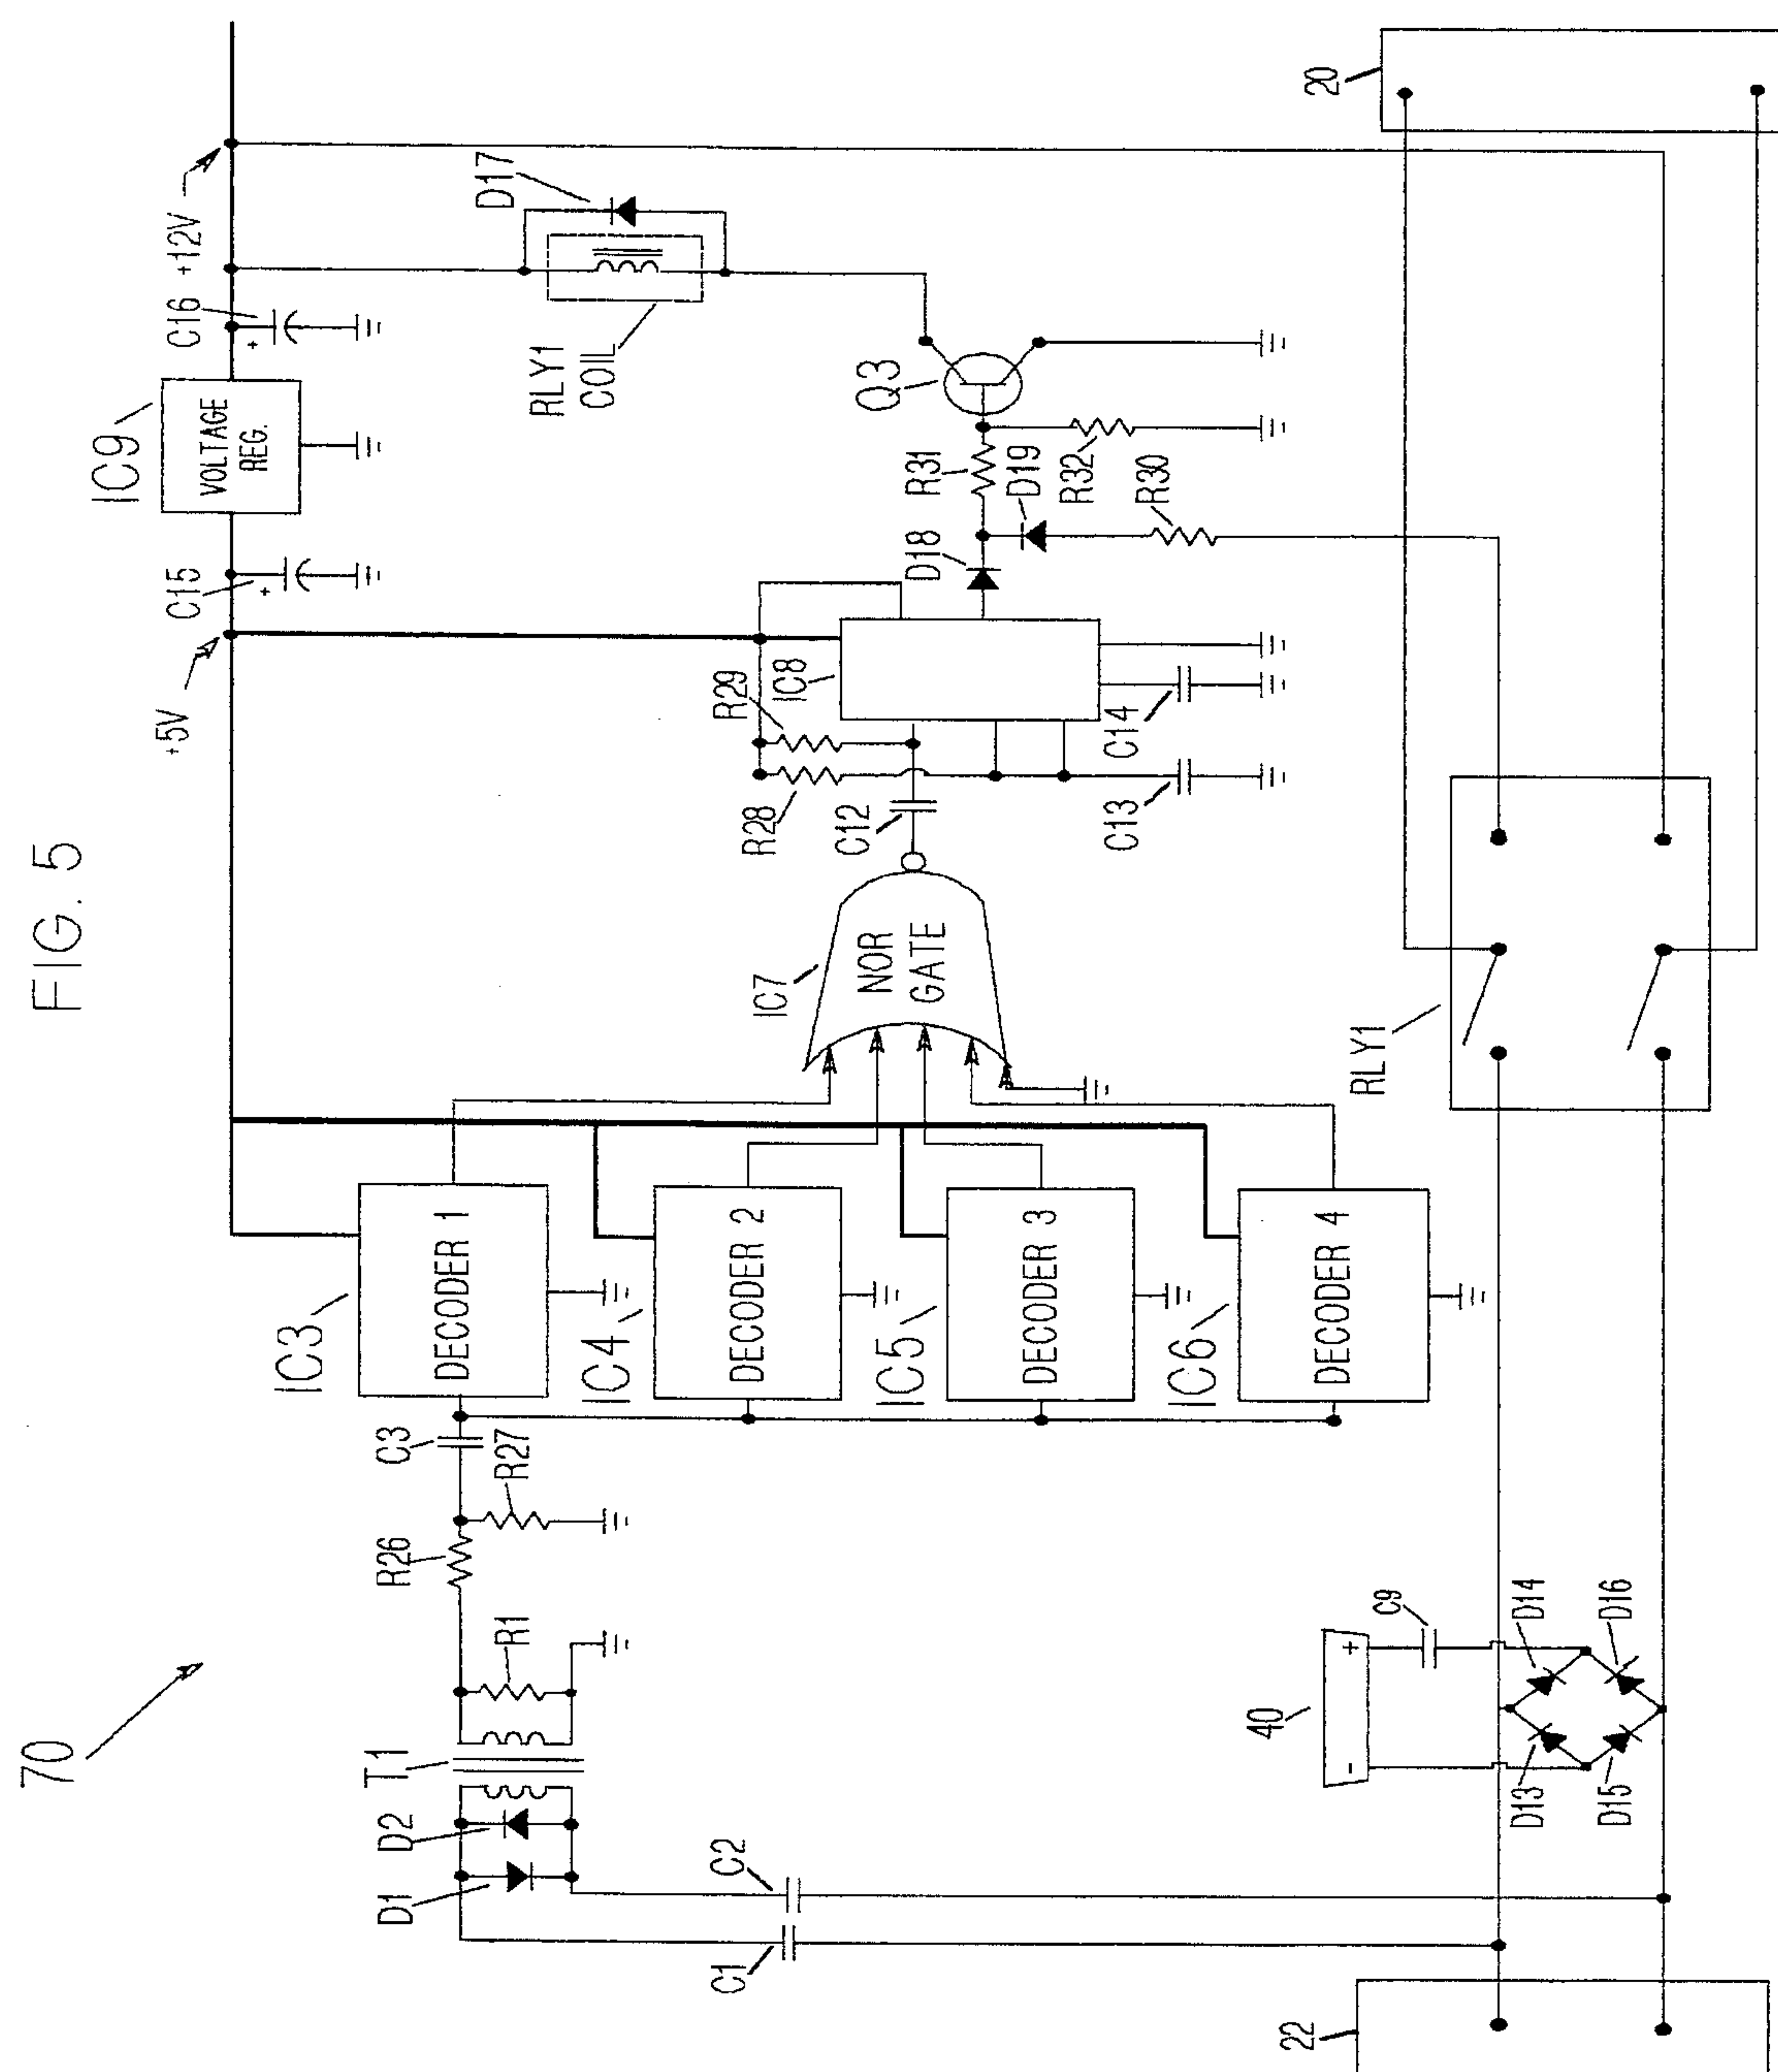 FIG. 5
70
+5V
C15
IC9
VOLTAGE
REG.
C16
+12V
+
+
D17
RLY1
COIL
Q3
R31
D19
R32
R30
D18
IC8
R29
R28
C12
C14
C13
IC7
NOR
GATE
IC3
DECODER 1
IC4
DECODER 2
IC5
DECODER 3
IC6
DECODER 4
C3
R27
R26
R1
T1
D2
D1
C2
C1
RLY1
20
40
+
-
C9
D14
D16
D13
D15
22